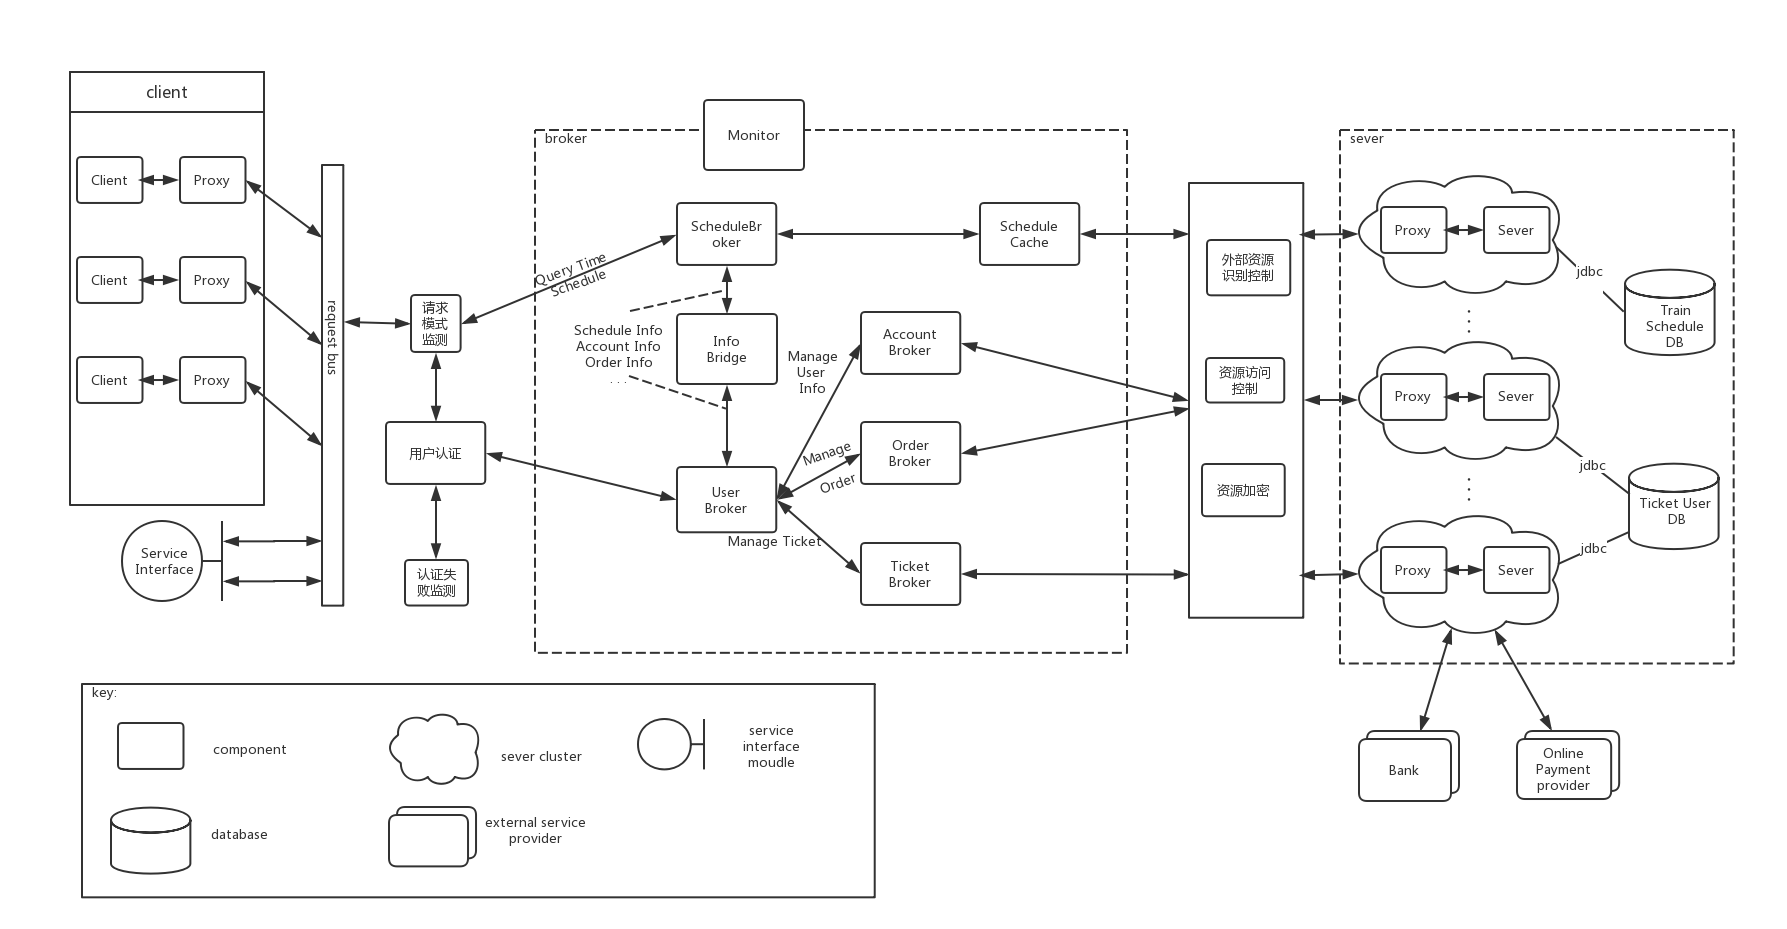 client
Client
Proxy
Client
Proxy
Client
Proxy
Service
Interface
request bus
请求
模式
监测
用户认证
认证失
败监测
broker
Monitor
ScheduleBr
oker
Schedule
Cache
Query Time
Schedule
Schedule Info
Account Info
Order Info
. . .
Info
Bridge
User
Broker
Manage
User
Info
Manage
Order
Manage Ticket
Account
Broker
Order
Broker
Ticket
Broker
外部资源
识别控制
资源访问
控制
资源加密
sever
Proxy
Sever
jdbc
Train
Schedule
DB
Proxy
Sever
jdbc
Ticket User
DB
Proxy
Sever
jdbc
Bank
Online
Payment
provider
key:
component
sever cluster
service
interface
moudle
database
external service
provider